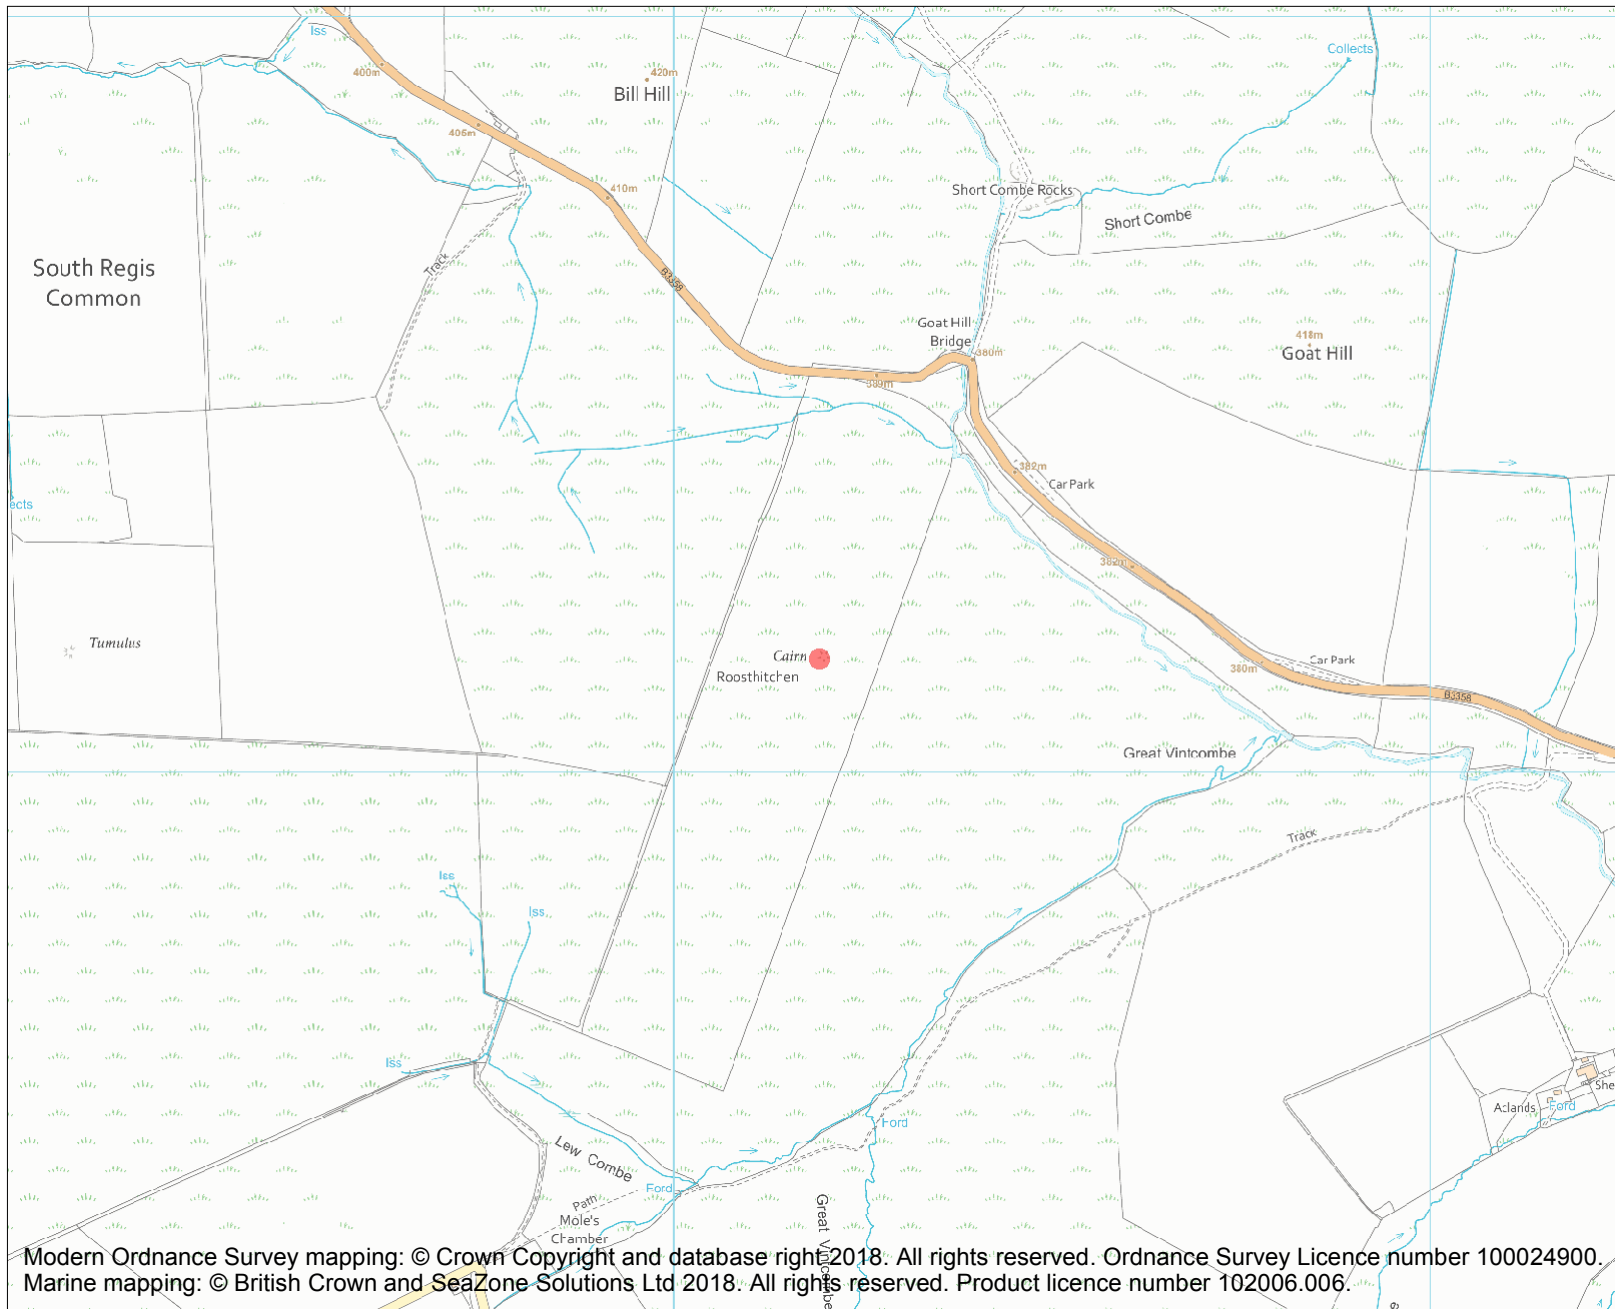 Iss
400m
420m
Bill Hill
Collects
406m
410m
Short Combe Rocks
Short Combe
South Regis
Common
Track
B3358
Goat Hill
Bridge
380m
418m
Goat Hill
389m
382m
Car Park
ects
382m
Tumulus
Cairn
Roosthitchen
Car Park
380m
B3358
Great Vintcombe
Track
Iss
Iss
Iss
She
Aclands
Ford
Ford
Lew Combe
Ford
Path
Mole's
Chamber
Great Vintcombe
Modern Ordnance Survey mapping: © Crown Copyright and database right 2018. All rights reserved. Ordnance Survey Licence number 100024900.
Marine mapping: © British Crown and SeaZone Solutions Ltd 2018. All rights reserved. Product licence number 102006.006.